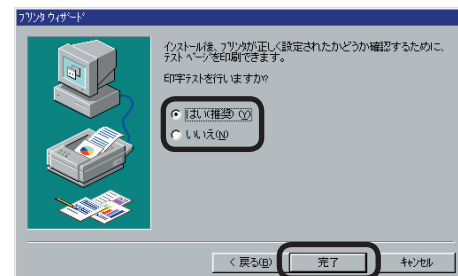 プリンタ ウィザード
インストール後、プリンタが正しく設定されたかどうか確認するために、
テスト ページを印刷できます。
印字テストを行いますか?
はい(推奨)(Y)
いいえ(N)
< 戻る(B)
完了
キャンセル